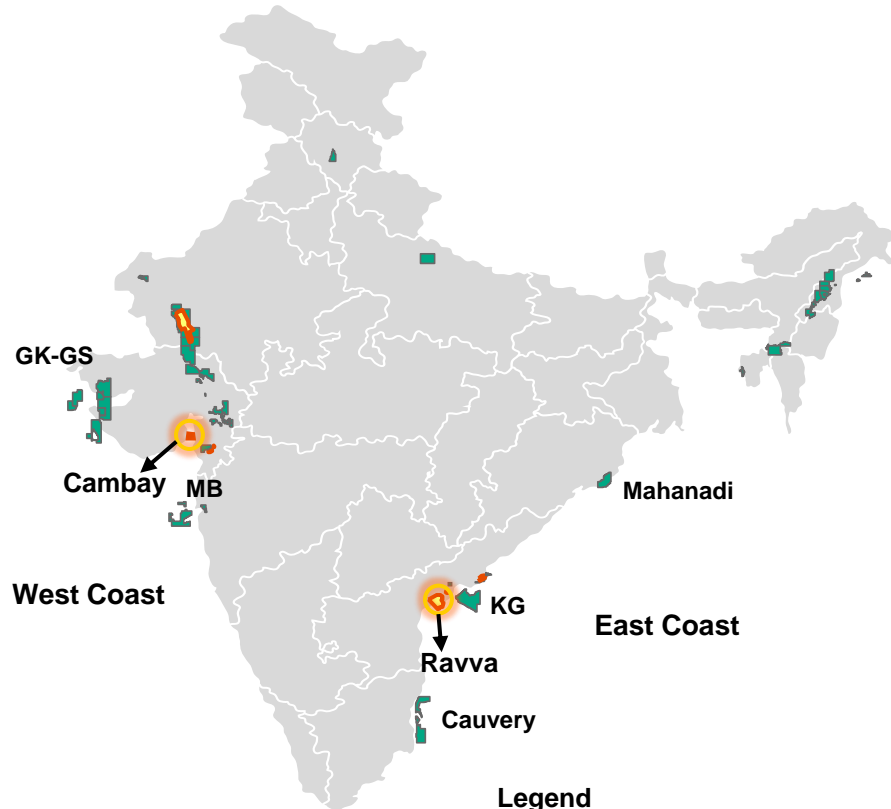 GK-GS
Cambay
MB
Mahanadi
West Coast
KG
East Coast
Ravva
Cauvery
Legend